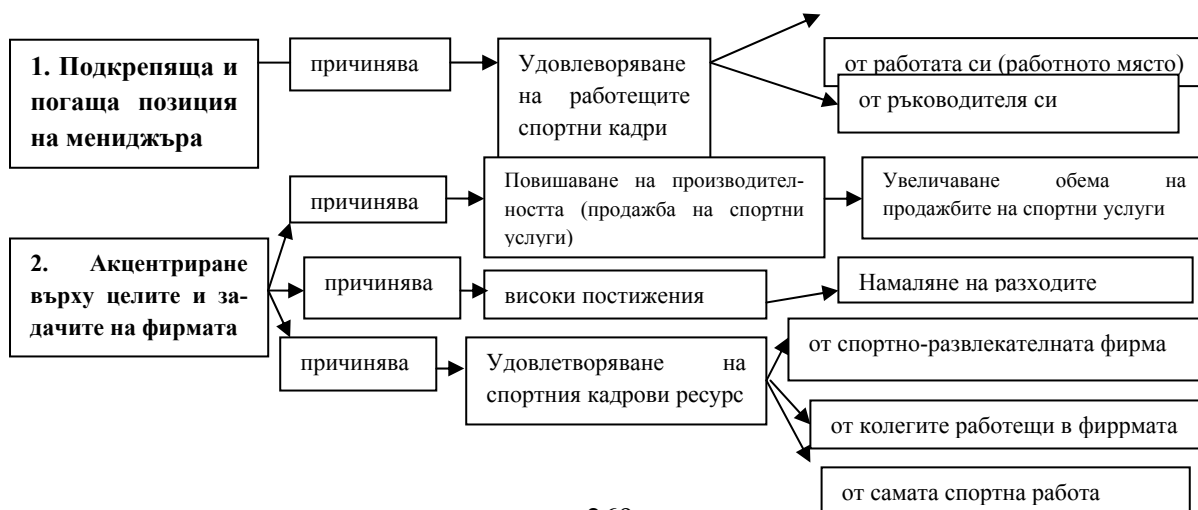 1. Подкрепяща и
погаща позиция
на мениджъра
причинява
Удовлеворяване
на работещите
спортни кадри
от работата си (работното място)
от ръководителя си
2. Акцентриране
върху целите и за-
дачите на фирмата
причинява
Повишаване на производител-
ността (продажба на спортни
услуги)
Увеличаване обема на
продажбите на спортни услуги
причинява
високи постижения
Намаляне на разходите
причинява
Удовлетворяване на
спортния кадрови ресурс
от спортно-развлекателната фирма
от колегите работещи в фиррмата
от самата спортна работа